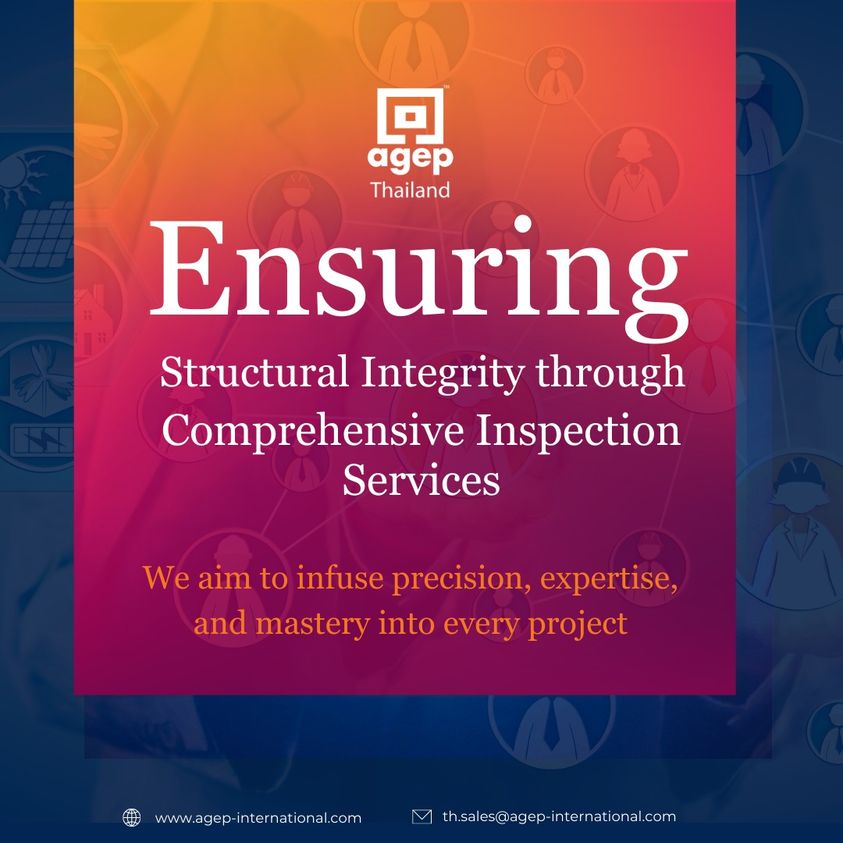 agep
Thailand
Ensuring
Structural Integrity through
Comprehensive Inspection
Services
We aim to infuse precision, expertise,
and mastery into every project
www.agep-international.com
th.sales@agep-international.com